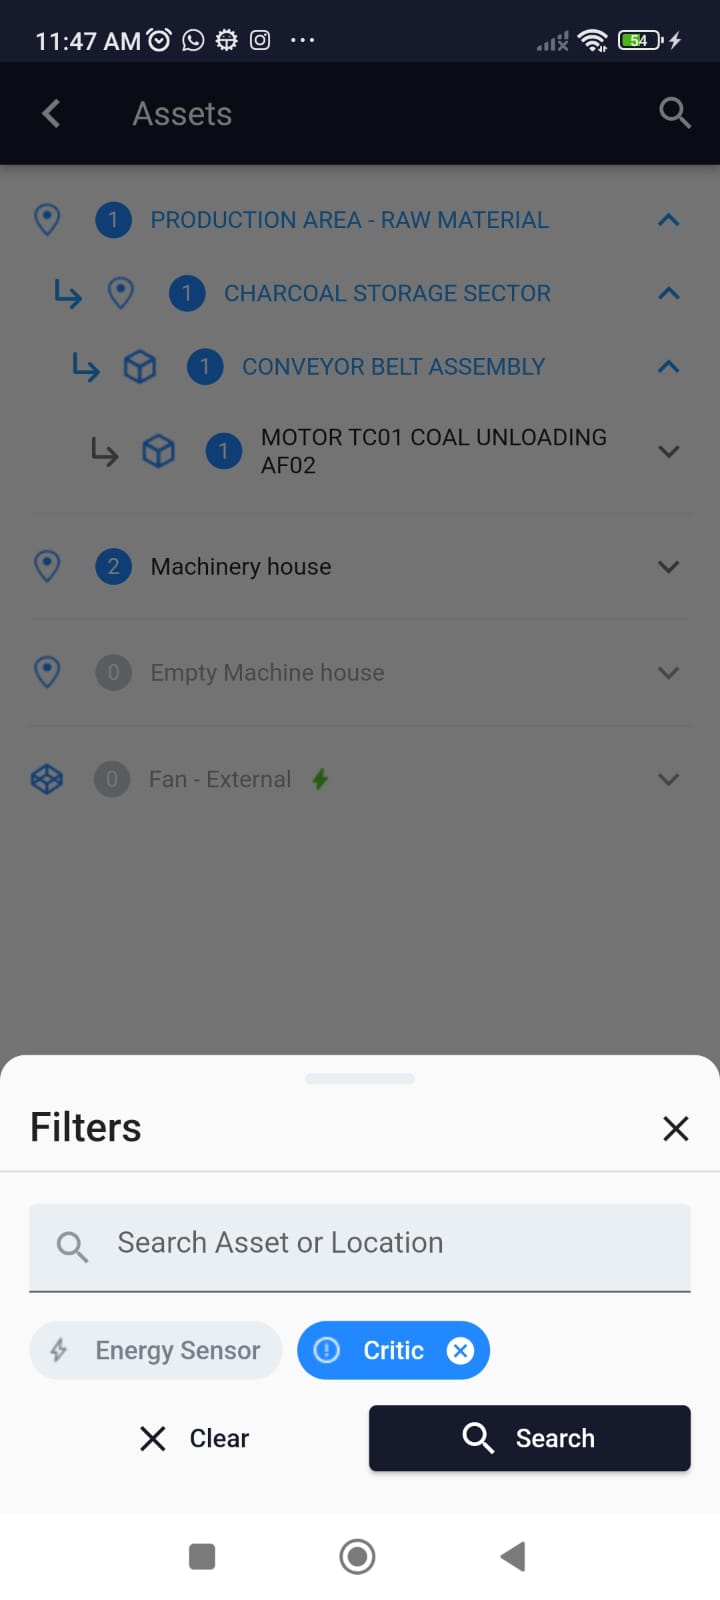 11:47 AM
54
Assets
1 PRODUCTION AREA - RAW MATERIAL
1 CHARCOAL STORAGE SECTOR
1 CONVEYOR BELT ASSEMBLY
1 MOTOR TC01 COAL UNLOADING
AF02
2 Machinery house
0 Empty Machine house
0 Fan - External
Filters
Search Asset or Location
Energy Sensor Critic
Clear Search